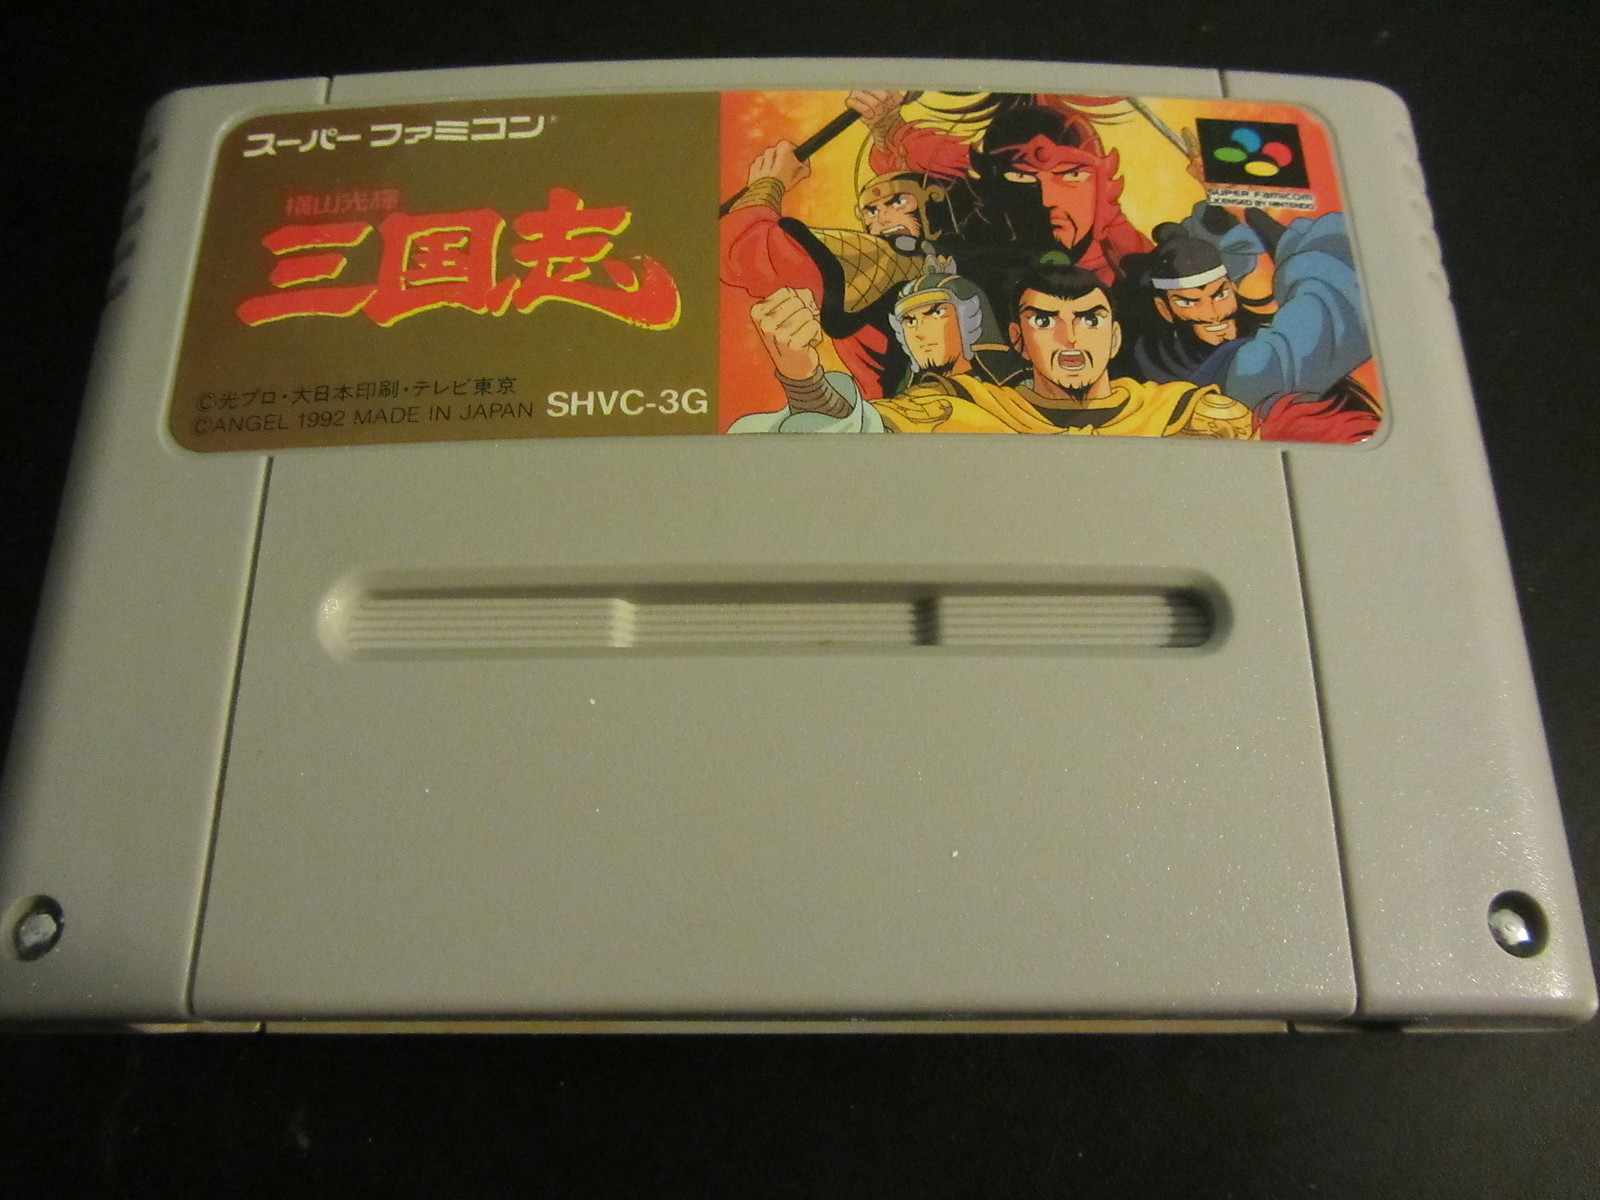 スーパーファミコン
横山光輝
三国志
©光プロ・大日本印刷・テレビ東京
©ANGEL 1992 MADE IN JAPAN
SHVC-3G
SUPER FAMICOM
LICENSED BY NINTENDO